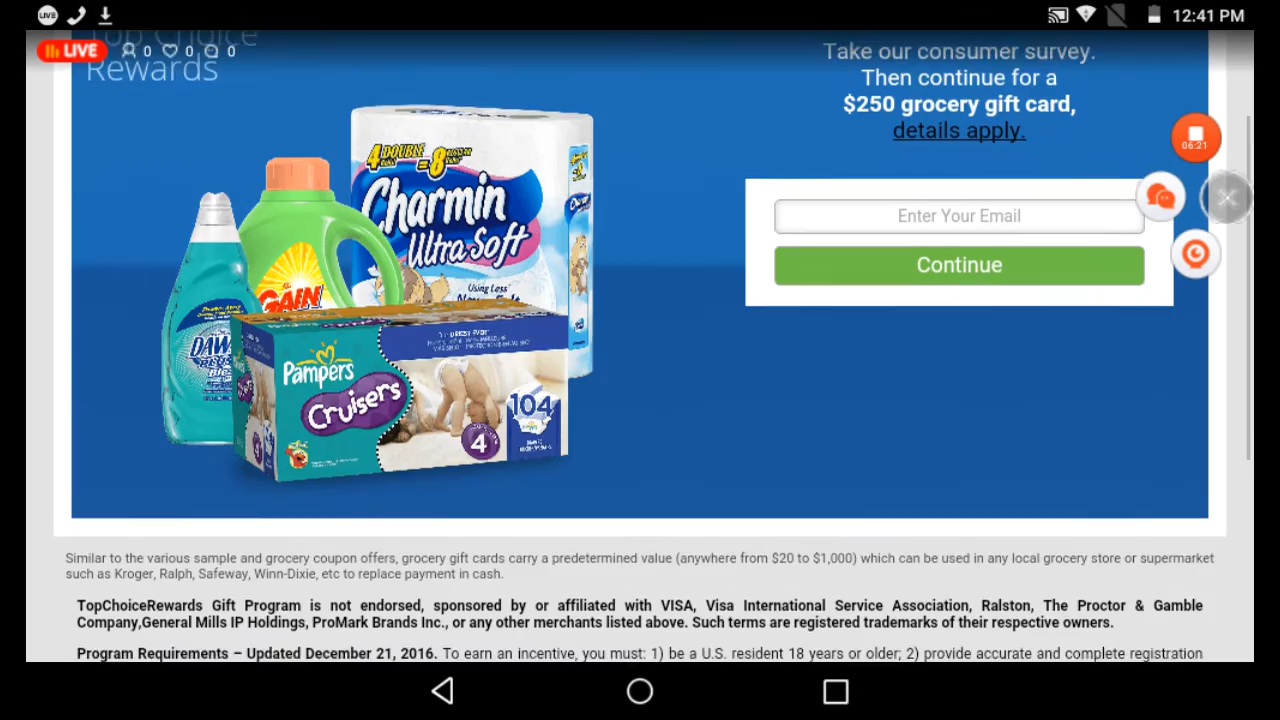 LIVE
12:41 PM
LIVE 0 0 0
Top Choice
Rewards
Take our consumer survey.
Then continue for a
$250 grocery gift card,
details apply.
06:21
Enter Your Email
Continue
4 DOUBLE = 8 REGULAR
Charmin
Ultra Soft
Using Less
GAIN
DAWN
Pampers
Cruisers
104
4
4
Similar to the various sample and grocery coupon offers, grocery gift cards carry a predetermined value (anywhere from $20 to $1,000) which can be used in any local grocery store or supermarket
such as Kroger, Ralph, Safeway, Winn-Dixie, etc to replace payment in cash.
TopChoiceRewards Gift Program is not endorsed, sponsored by or affiliated with VISA, Visa International Service Association, Ralston, The Proctor & Gamble
Company,General Mills IP Holdings, ProMark Brands Inc., or any other merchants listed above. Such terms are registered trademarks of their respective owners.
Program Requirements – Updated December 21, 2016. To earn an incentive, you must: 1) be a U.S. resident 18 years or older; 2) provide accurate and complete registration